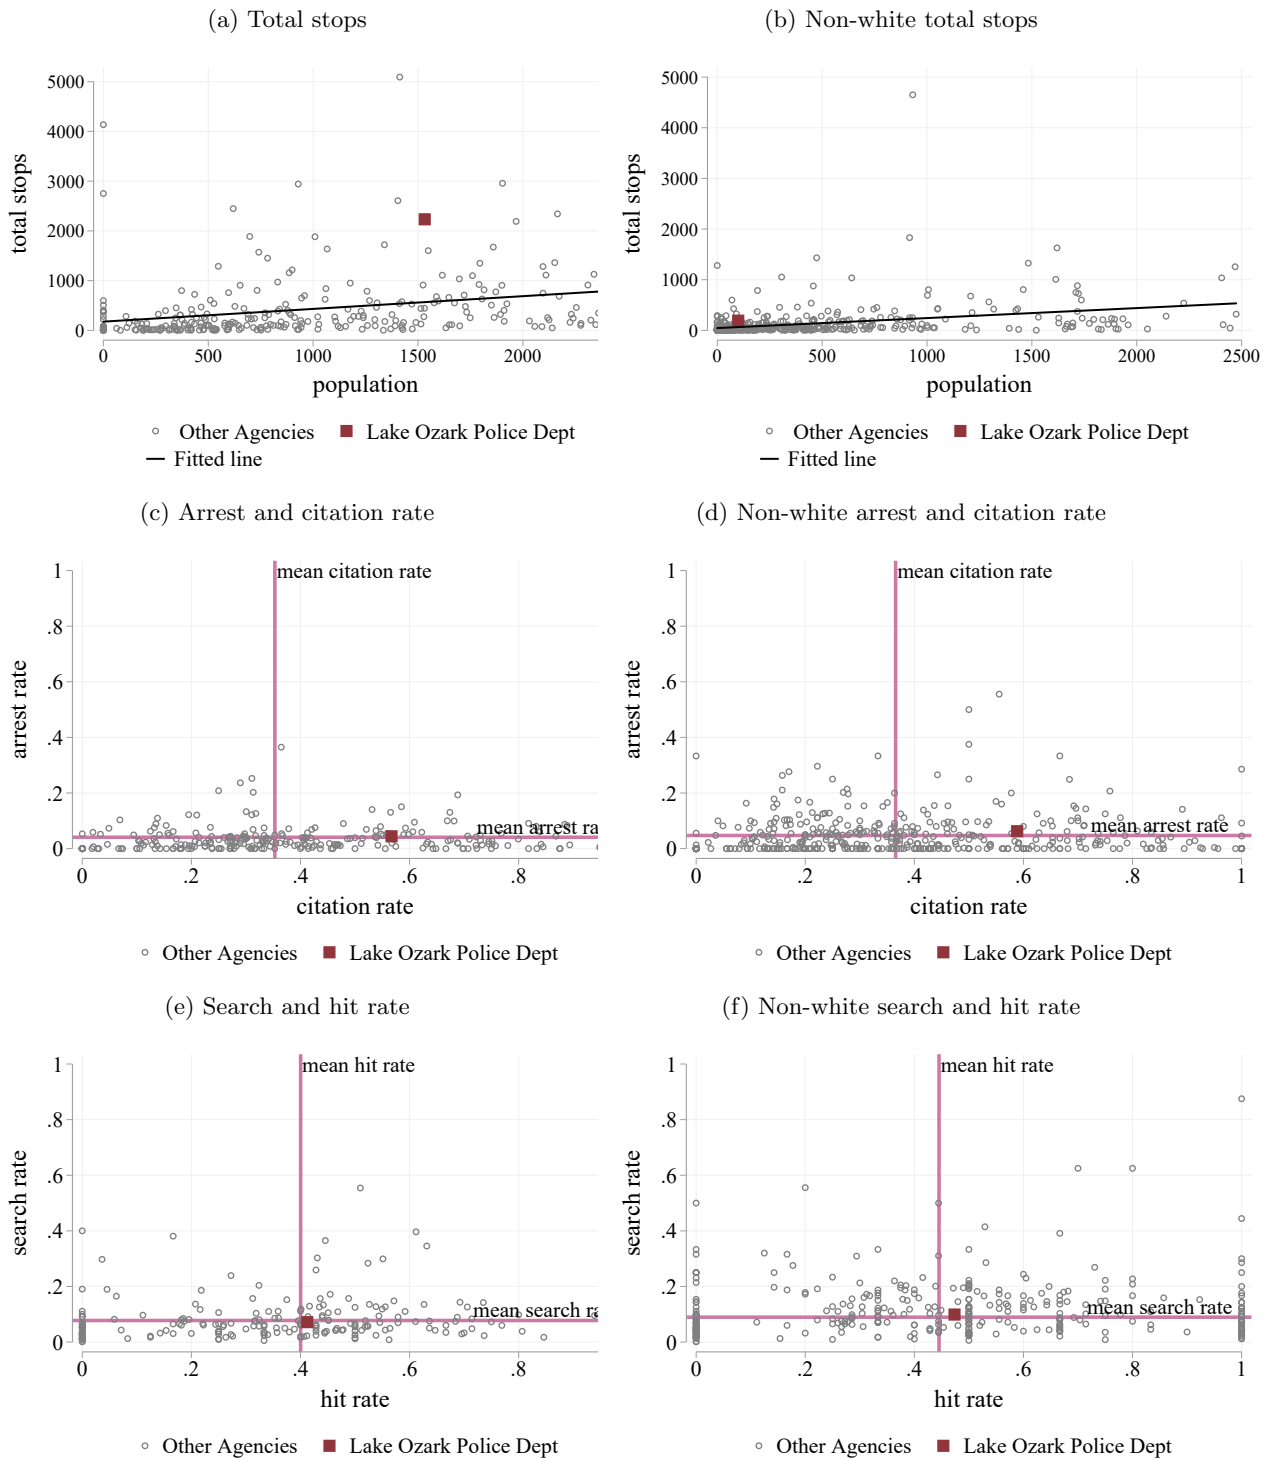 (a) Total stops
(b) Non-white total stops
total stops
5000
4000
3000
2000
1000
0
0 500 1000 1500 2000
population
Other Agencies Lake Ozark Police Dept
Fitted line
total stops
5000
4000
3000
2000
1000
0
0 500 1000 1500 2000 2500
population
Other Agencies Lake Ozark Police Dept
Fitted line
(c) Arrest and citation rate
(d) Non-white arrest and citation rate
arrest rate
1
.8
.6
.4
.2
0
mean citation rate
mean arrest ra
0 .2 .4 .6 .8
citation rate
Other Agencies Lake Ozark Police Dept
arrest rate
1
.8
.6
.4
.2
0
mean citation rate
mean arrest rate
0 .2 .4 .6 .8 1
citation rate
Other Agencies Lake Ozark Police Dept
(e) Search and hit rate
(f) Non-white search and hit rate
search rate
1
.8
.6
.4
.2
0
mean hit rate
mean search ra
0 .2 .4 .6 .8
hit rate
Other Agencies Lake Ozark Police Dept
search rate
1
.8
.6
.4
.2
0
mean hit rate
mean search rate
0 .2 .4 .6 .8 1
hit rate
Other Agencies Lake Ozark Police Dept